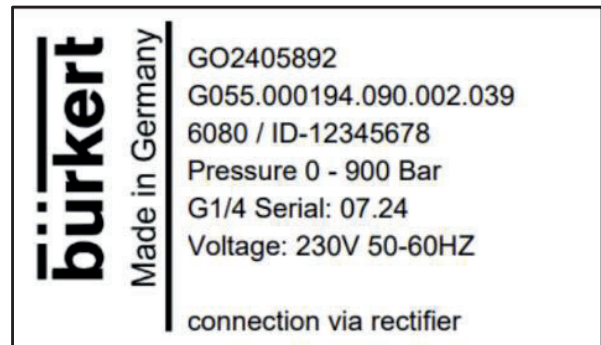 bürkert
Made in Germany
GO2405892
G055.000194.090.002.039
6080 / ID-12345678
Pressure 0 - 900 Bar
G1/4 Serial: 07.24
Voltage: 230V 50-60HZ
connection via rectifier